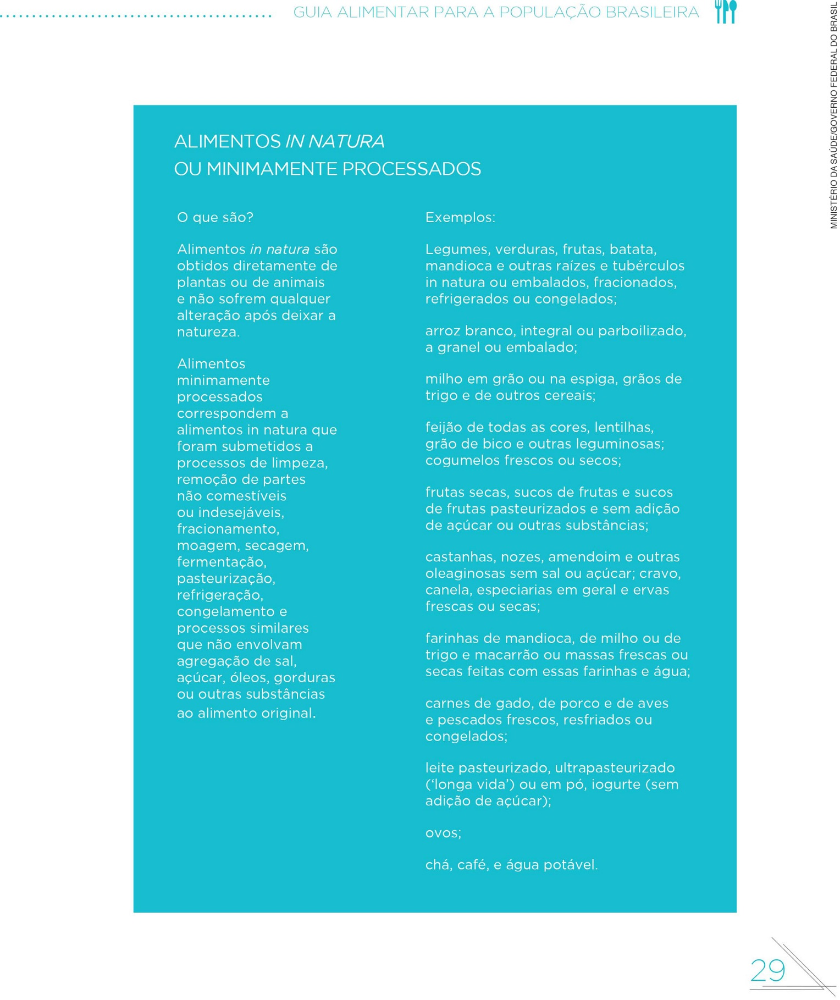 GUIA ALIMENTAR PARA A POPULAÇÃO BRASILEIRA
MINISTÉRIO DA SAÚDE/GOVERNO FEDERAL DO BRASIL
ALIMENTOS IN NATURA
OU MINIMAMENTE PROCESSADOS
O que são?
Alimentos in natura são
obtidos diretamente de
plantas ou de animais
e não sofrem qualquer
alteração após deixar a
natureza.
Alimentos
minimamente
processados
correspondem a
alimentos in natura que
foram submetidos a
processos de limpeza,
remoção de partes
não comestíveis
ou indesejáveis,
fracionamento,
moagem, secagem,
fermentação,
pasteurização,
refrigeração,
congelamento e
processos similares
que não envolvam
agregação de sal,
açúcar, óleos, gorduras
ou outras substâncias
ao alimento original.
Exemplos:
Legumes, verduras, frutas, batata,
mandioca e outras raízes e tubérculos
in natura ou embalados, fracionados,
refrigerados ou congelados;
arroz branco, integral ou parboilizado,
a granel ou embalado;
milho em grão ou na espiga, grãos de
trigo e de outros cereais;
feijão de todas as cores, lentilhas,
grão de bico e outras leguminosas;
cogumelos frescos ou secos;
frutas secas, sucos de frutas e sucos
de frutas pasteurizados e sem adição
de açúcar ou outras substâncias;
castanhas, nozes, amendoim e outras
oleaginosas sem sal ou açúcar; cravo,
canela, especiarias em geral e ervas
frescas ou secas;
farinhas de mandioca, de milho ou de
trigo e macarrão ou massas frescas ou
secas feitas com essas farinhas e água;
carnes de gado, de porco e de aves
e pescados frescos, resfriados ou
congelados;
leite pasteurizado, ultrapasteurizado
(‘longa vida’) ou em pó, iogurte (sem
adição de açúcar);
ovos;
chá, café, e água potável.
29